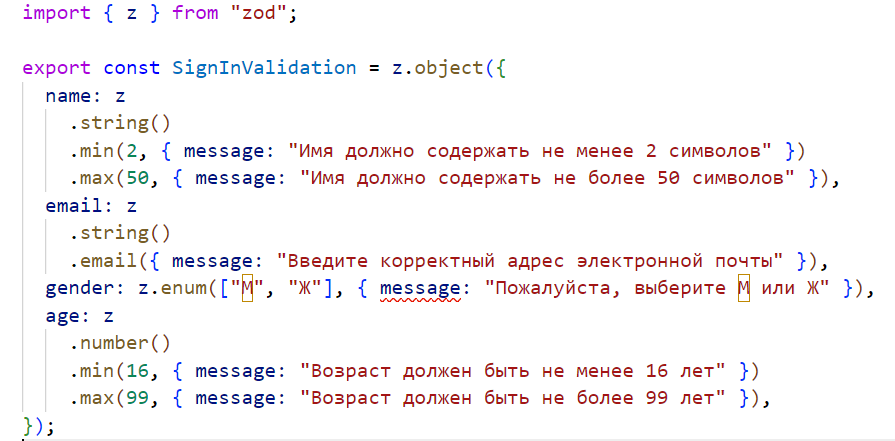 import { z } from "zod";
export const SignInValidation = z.object({
name: z
.string()
.min(2, { message: "Имя должно содержать не менее 2 символов" })
.max(50, { message: "Имя должно содержать не более 50 символов" }),
email: z
.string()
.email({ message: "Введите корректный адрес электронной почты" }),
gender: z.enum(["М", "Ж"], { message: "Пожалуйста, выберите М или Ж" }),
age: z
.number()
.min(16, { message: "Возраст должен быть не менее 16 лет" })
.max(99, { message: "Возраст должен быть не более 99 лет" }),
});